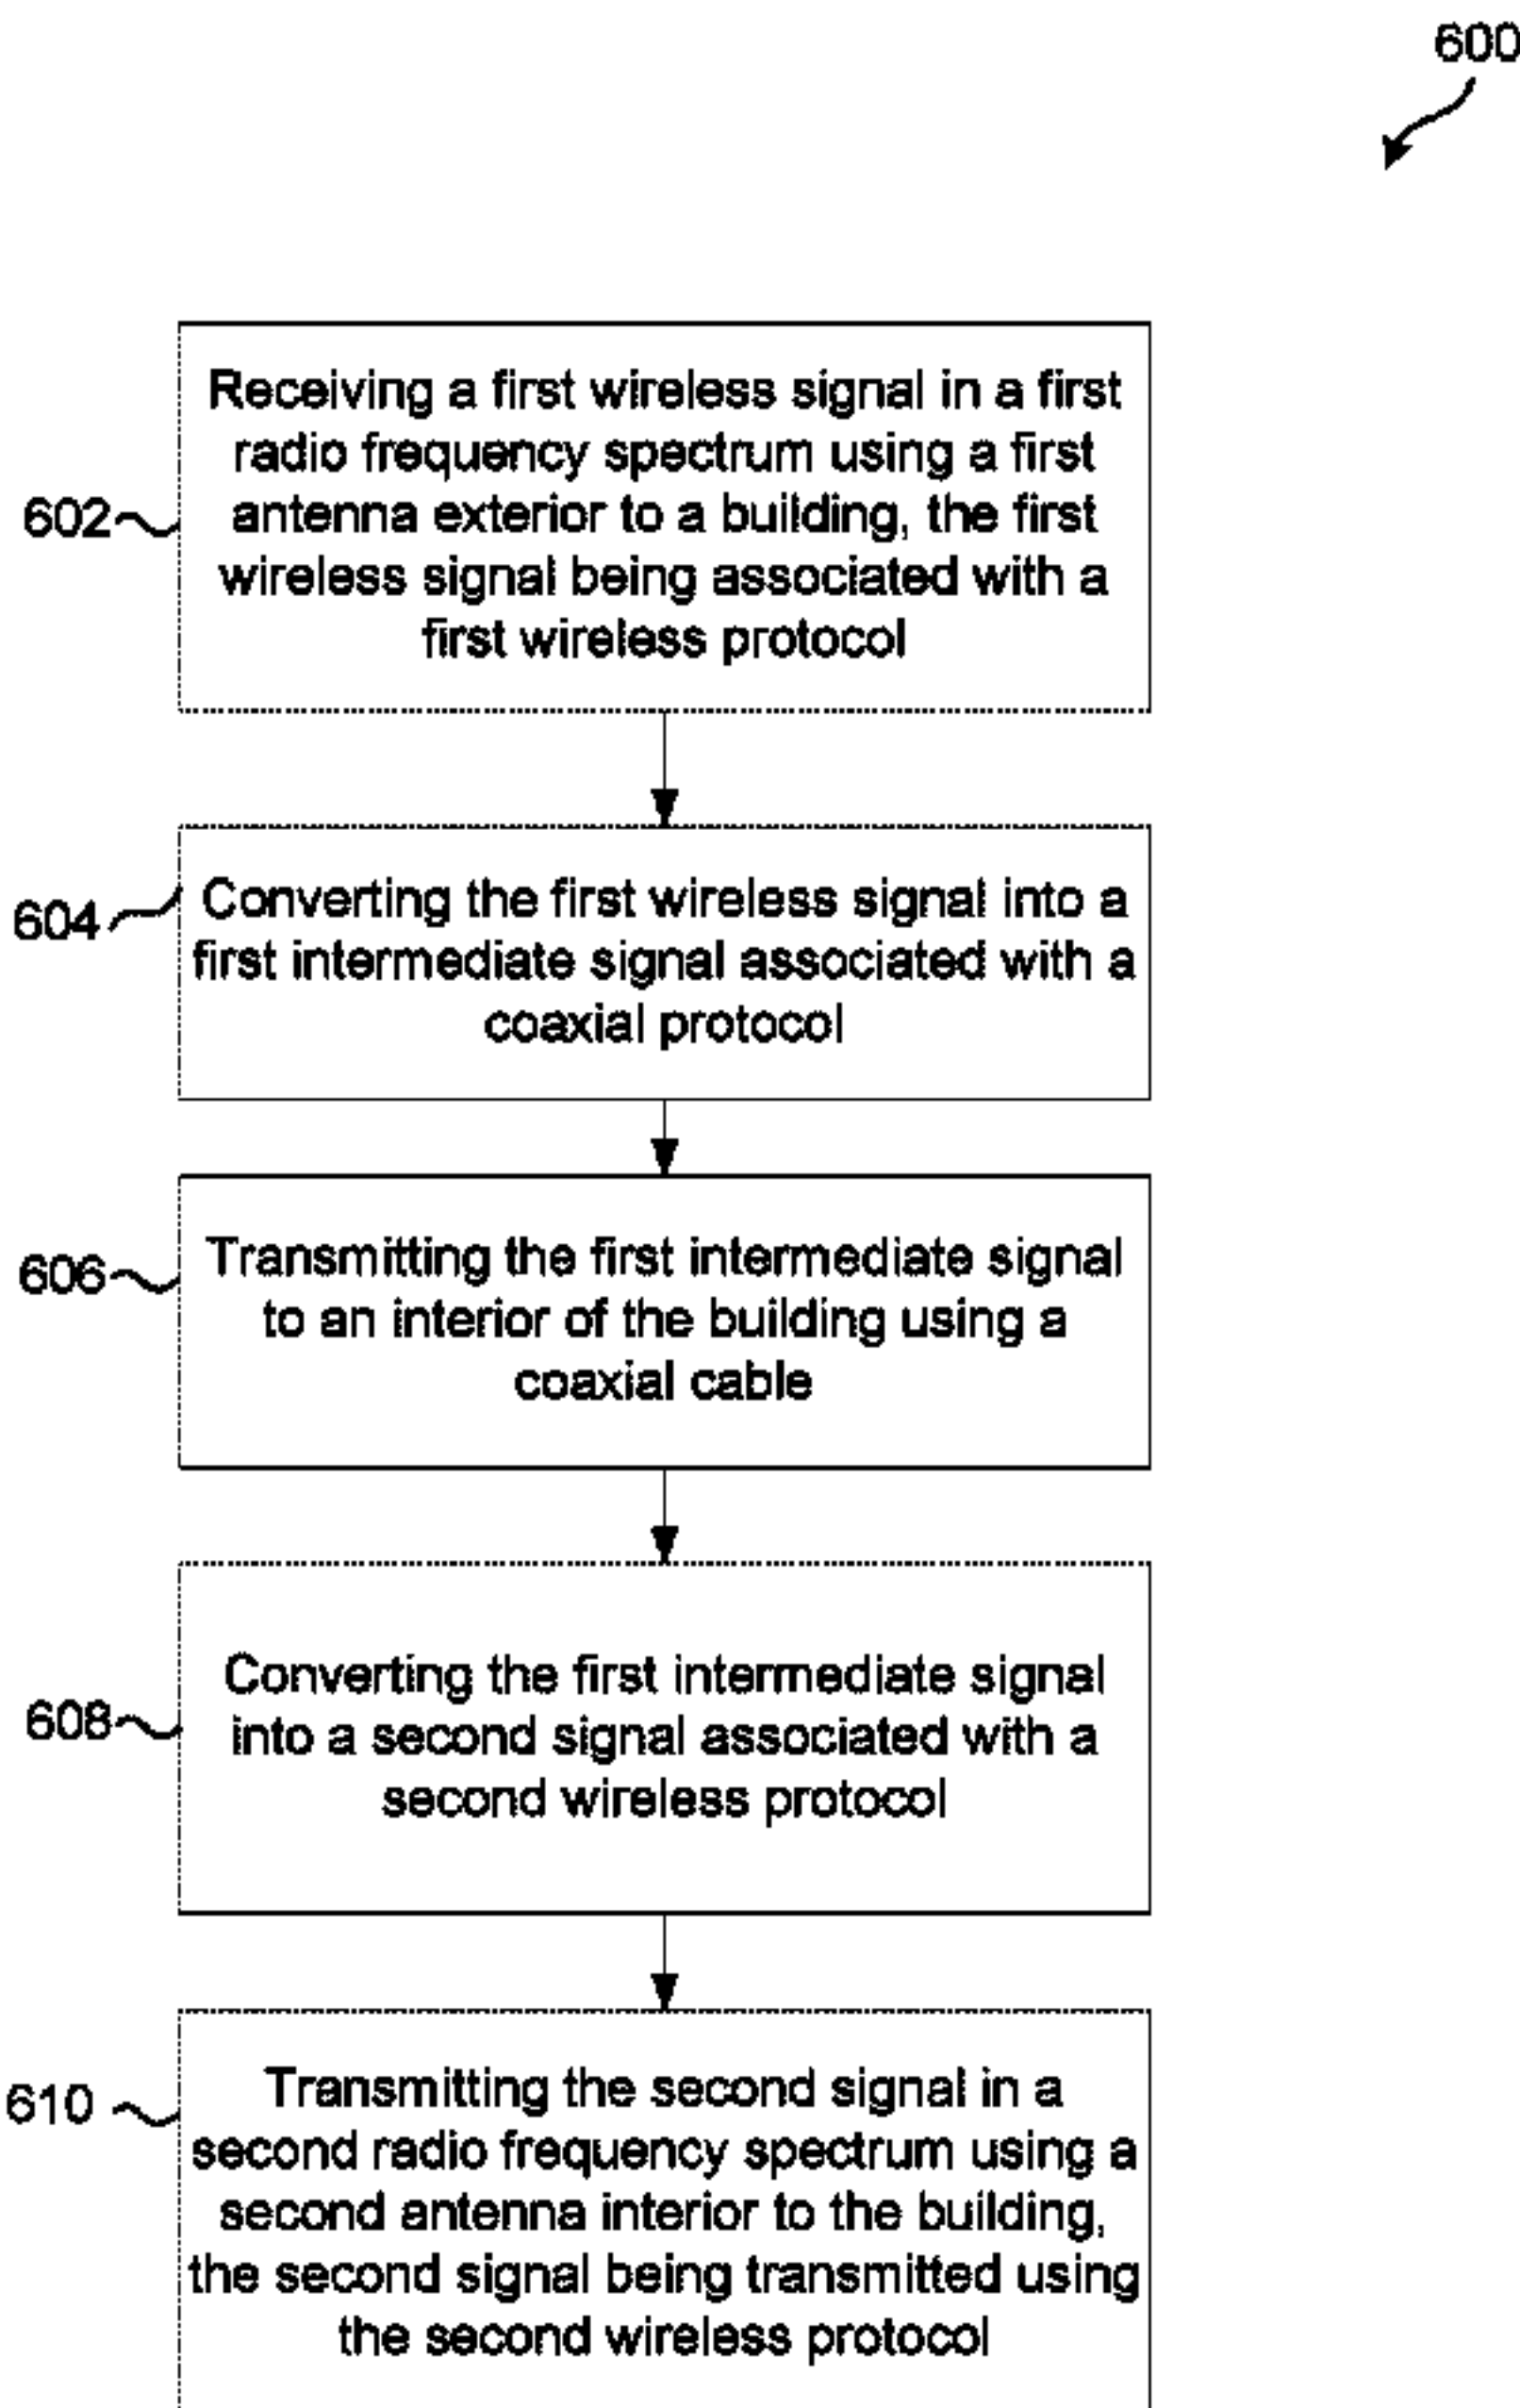 600
602
Receiving a first wireless signal in a first
radio frequency spectrum using a first
antenna exterior to a building, the first
wireless signal being associated with a
first wireless protocol
604
Converting the first wireless signal into a
first intermediate signal associated with a
coaxial protocol
606
Transmitting the first intermediate signal
to an interior of the building using a
coaxial cable
608
Converting the first intermediate signal
into a second signal associated with a
second wireless protocol
610
Transmitting the second signal in a
second radio frequency spectrum using a
second antenna interior to the building,
the second signal being transmitted using
the second wireless protocol